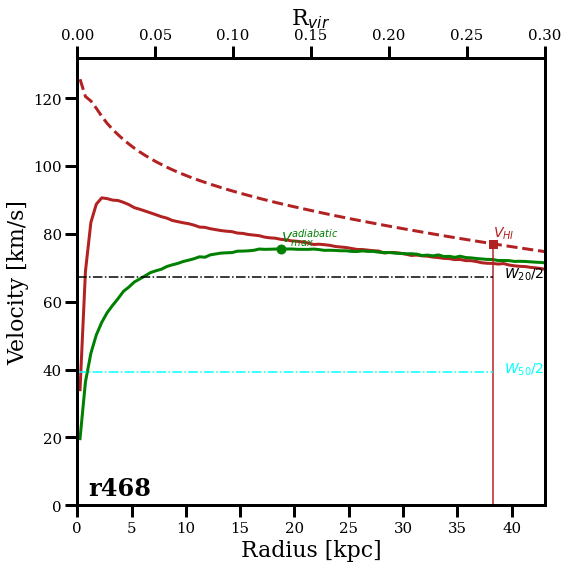 R_vir
0.00 0.05 0.10 0.15 0.20 0.25 0.30
Velocity [km/s]
120
100
80
60
40
20
0
V_max^adiabatic
V_HI
W_20/2
W_50/2
r468
0 5 10 15 20 25 30 35 40
Radius [kpc]